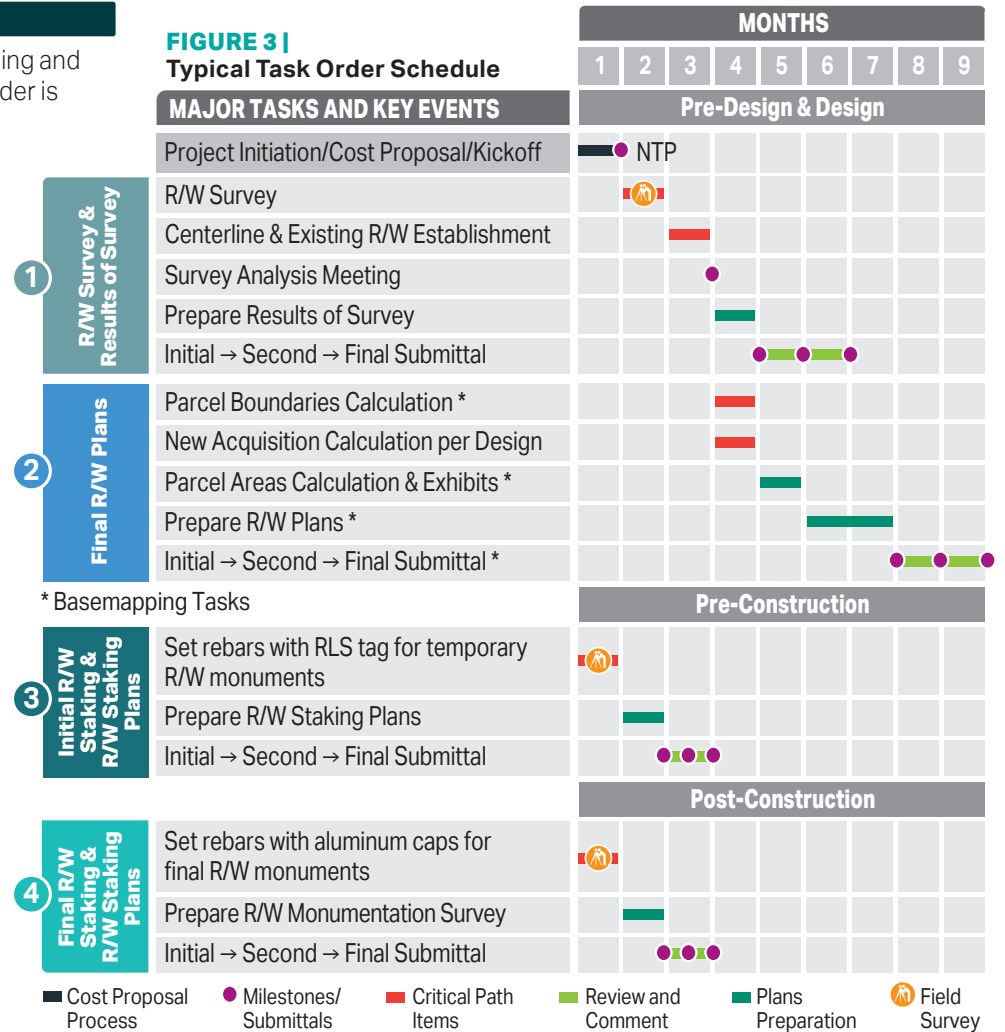 ing and
der is
FIGURE 3 |
Typical Task Order Schedule
MONTHS
1 2 3 4 5 6 7 8 9
MAJOR TASKS AND KEY EVENTS
Pre-Design & Design
Project Initiation/Cost Proposal/Kickoff
NTP
1
R/W Survey &
Results of Survey
R/W Survey
Centerline & Existing R/W Establishment
Survey Analysis Meeting
Prepare Results of Survey
Initial → Second → Final Submittal
2
Final R/W Plans
Parcel Boundaries Calculation *
New Acquisition Calculation per Design
Parcel Areas Calculation & Exhibits *
Prepare R/W Plans *
Initial → Second → Final Submittal *
* Basemapping Tasks
Pre-Construction
3
Initial R/W
Staking &
R/W Staking
Plans
Set rebars with RLS tag for temporary
R/W monuments
Prepare R/W Staking Plans
Initial → Second → Final Submittal
Post-Construction
4
Final R/W
Staking &
R/W Staking
Plans
Set rebars with aluminum caps for
final R/W monuments
Prepare R/W Monumentation Survey
Initial → Second → Final Submittal
Cost Proposal
Process
Milestones/
Submittals
Critical Path
Items
Review and
Comment
Plans
Preparation
Field
Survey